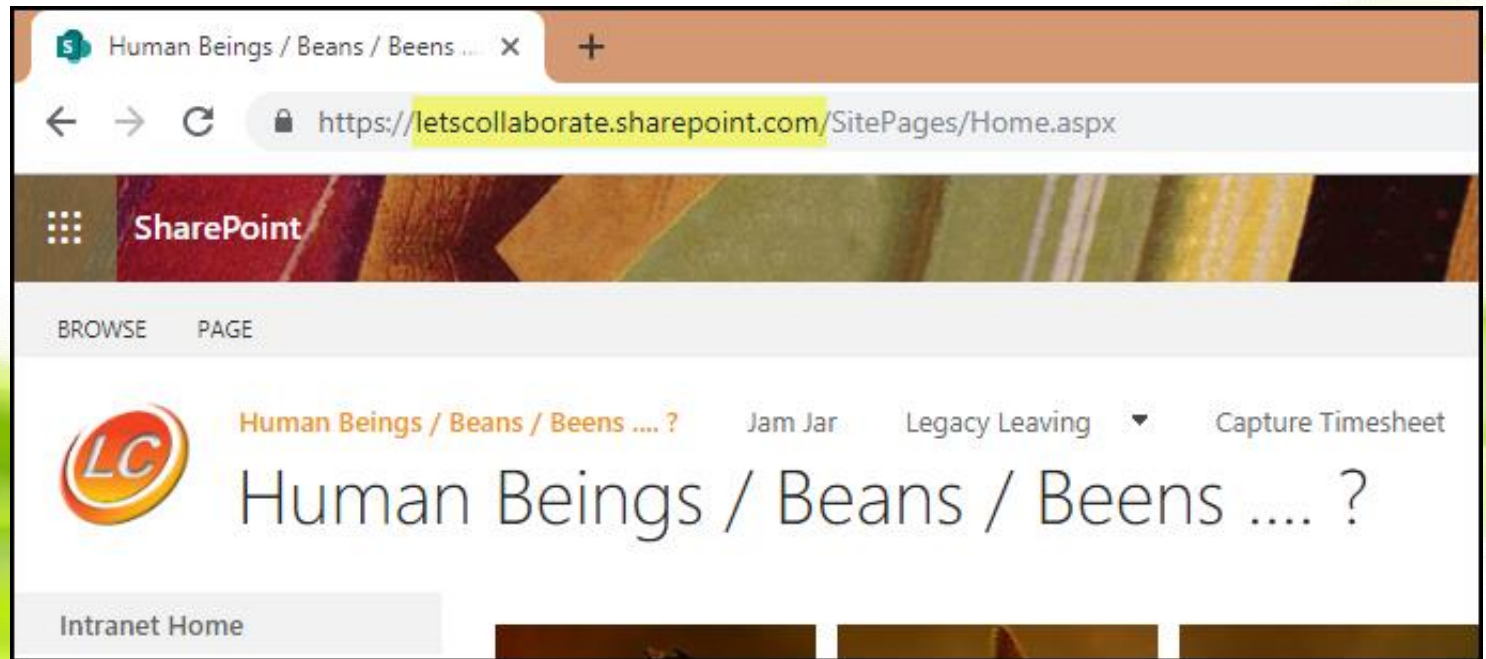 Human Beings / Beans / Beens ...
https://letscollaborate.sharepoint.com/SitePages/Home.aspx
SharePoint
BROWSE PAGE
LC
Human Beings / Beans / Beens .... ? Jam Jar Legacy Leaving Capture Timesheet
Human Beings / Beans / Beens .... ?
Intranet Home